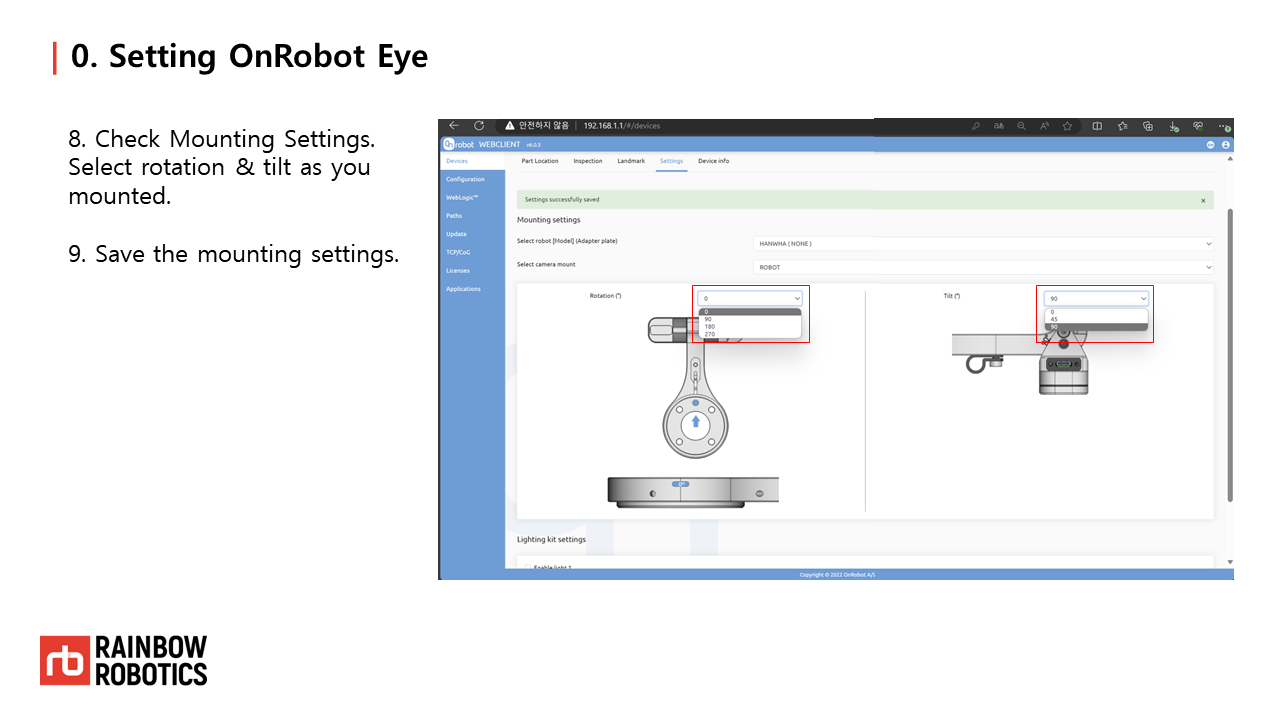 0. Setting OnRobot Eye
8. Check Mounting Settings.
Select rotation & tilt as you
mounted.
9. Save the mounting settings.
안전하지 않음 192.168.1.1/#/devices
OnRobot WEBCLIENT v6.0.3
Devices
Configuration
WebLogic™
Paths
Update
TCP/CoG
Licenses
Applications
Part Location Inspection Landmark Settings Device info
Settings successfully saved
Mounting settings
Select robot [Model] (Adapter plate) HANWHA ( NONE )
Select camera mount ROBOT
Rotation (°) 0
0
90
180
270
0°
Tilt (°) 90
0
45
90
Lighting kit settings
Enable light 1
Copyright © 2022 OnRobot A/S
rb RAINBOW
ROBOTICS